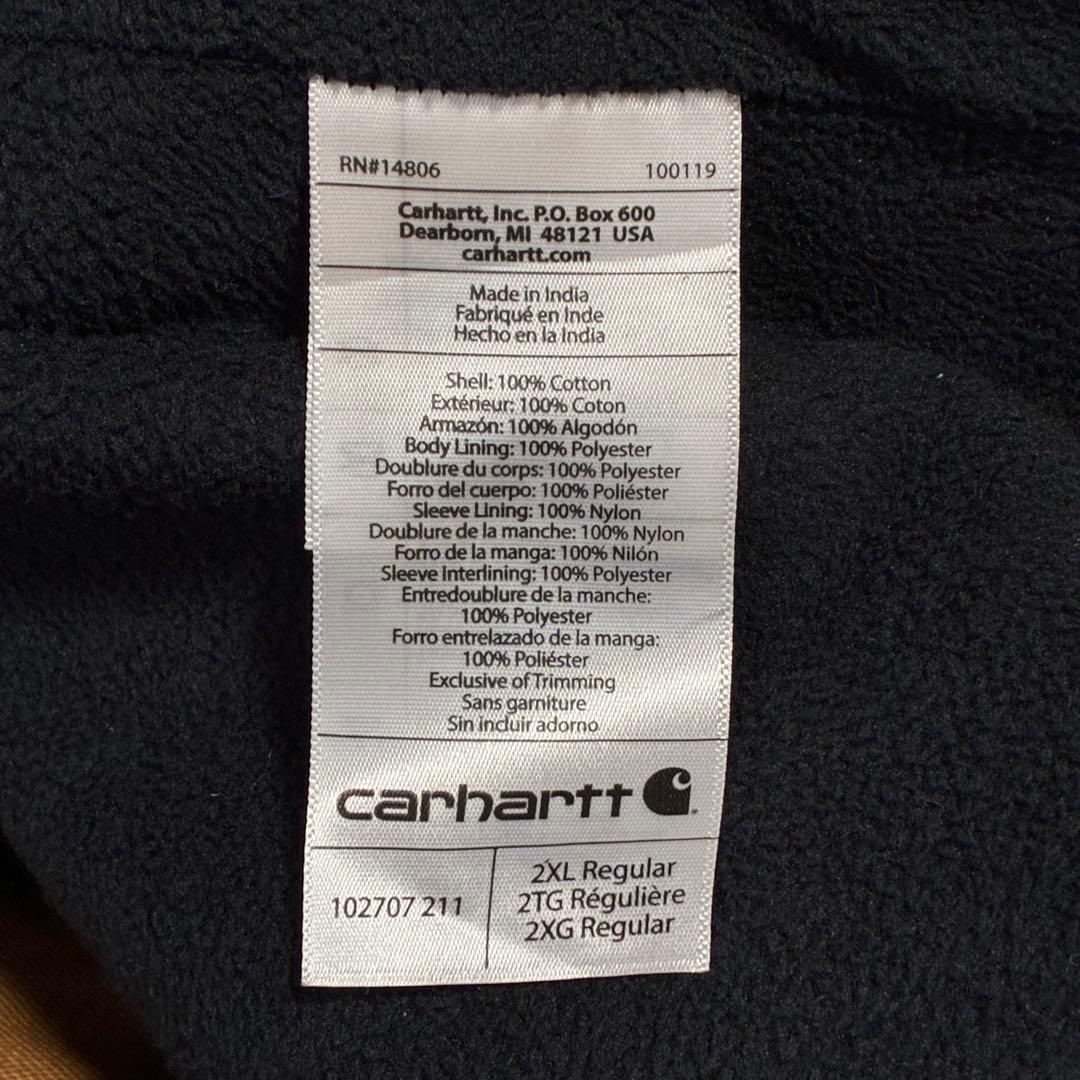 RN#14806 100119
Carhartt, Inc. P.O. Box 600
Dearborn, MI 48121 USA
carhartt.com
Made in India
Fabriqué en Inde
Hecho en la India
Shell: 100% Cotton
Extérieur: 100% Coton
Armazón: 100% Algodón
Body Lining: 100% Polyester
Doublure du corps: 100% Polyester
Forro del cuerpo: 100% Poliéster
Sleeve Lining: 100% Nylon
Doublure de la manche: 100% Nylon
Forro de la manga: 100% Nilón
Sleeve Interlining: 100% Polyester
Entredoublure de la manche:
100% Polyester
Forro entrelazado de la manga:
100% Poliéster
Exclusive of Trimming
Sans garniture
Sin incluir adorno
carhartt
102707 211
2XL Regular
2TG Régulière
2XG Regular